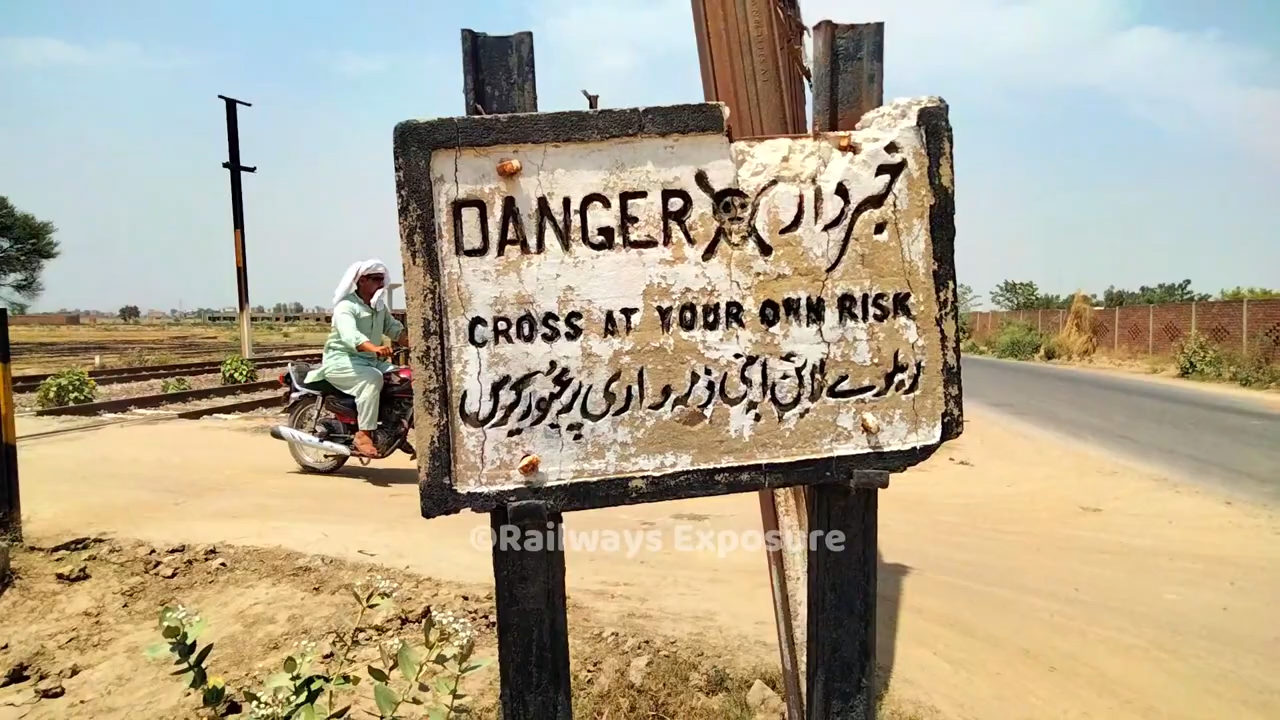 DANGER خبردار
CROSS AT YOUR OWN RISK
ریلوے لائن اپنی ذمہ داری پر عبور کریں
©Railways Exposure